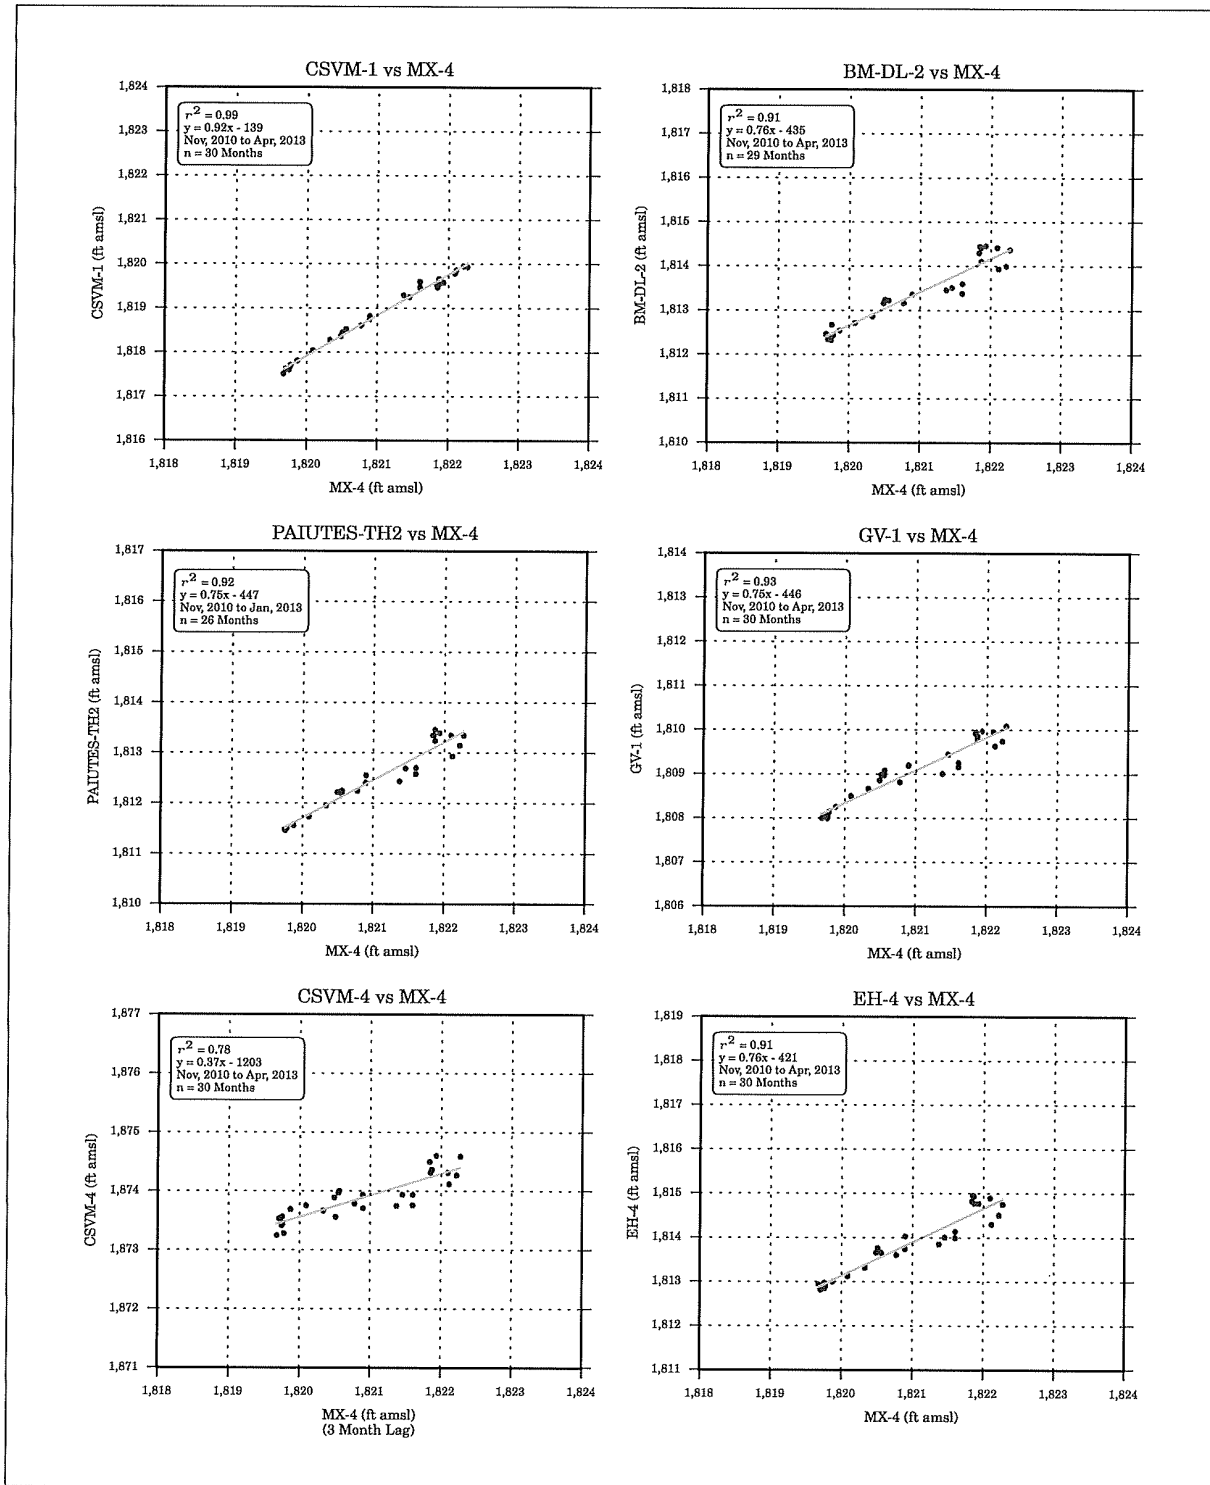 CSVM-1 vs MX-4
1,824
1,823
1,822
1,821
1,820
1,819
1,818
1,817
1,816
r2 = 0.99
y = 0.92x - 139
Nov, 2010 to Apr, 2013
n = 30 Months
CSVM-1 (ft amsl)
1,818 1,819 1,820 1,821 1,822 1,823 1,824
MX-4 (ft amsl)
BM-DL-2 vs MX-4
1,818
1,817
1,816
1,815
1,814
1,813
1,812
1,811
1,810
r2 = 0.91
y = 0.76x - 435
Nov, 2010 to Apr, 2013
n = 29 Months
BM-DL-2 (ft amsl)
1,818 1,819 1,820 1,821 1,822 1,823 1,824
MX-4 (ft amsl)
PAIUTES-TH2 vs MX-4
1,817
1,816
1,815
1,814
1,813
1,812
1,811
1,810
r2 = 0.92
y = 0.75x - 447
Nov, 2010 to Jan, 2013
n = 26 Months
PAIUTES-TH2 (ft amsl)
1,818 1,819 1,820 1,821 1,822 1,823 1,824
MX-4 (ft amsl)
GV-1 vs MX-4
1,814
1,813
1,812
1,811
1,810
1,809
1,808
1,807
1,806
r2 = 0.93
y = 0.75x - 446
Nov, 2010 to Apr, 2013
n = 30 Months
GV-1 (ft amsl)
1,818 1,819 1,820 1,821 1,822 1,823 1,824
MX-4 (ft amsl)
CSVM-4 vs MX-4
1,877
1,876
1,875
1,874
1,873
1,872
1,871
r2 = 0.78
y = 0.37x - 1203
Nov, 2010 to Apr, 2013
n = 30 Months
CSVM-4 (ft amsl)
1,818 1,819 1,820 1,821 1,822 1,823 1,824
MX-4 (ft amsl)
(3 Month Lag)
EH-4 vs MX-4
1,819
1,818
1,817
1,816
1,815
1,814
1,813
1,812
1,811
r2 = 0.91
y = 0.76x - 421
Nov, 2010 to Apr, 2013
n = 30 Months
EH-4 (ft amsl)
1,818 1,819 1,820 1,821 1,822 1,823 1,824
MX-4 (ft amsl)